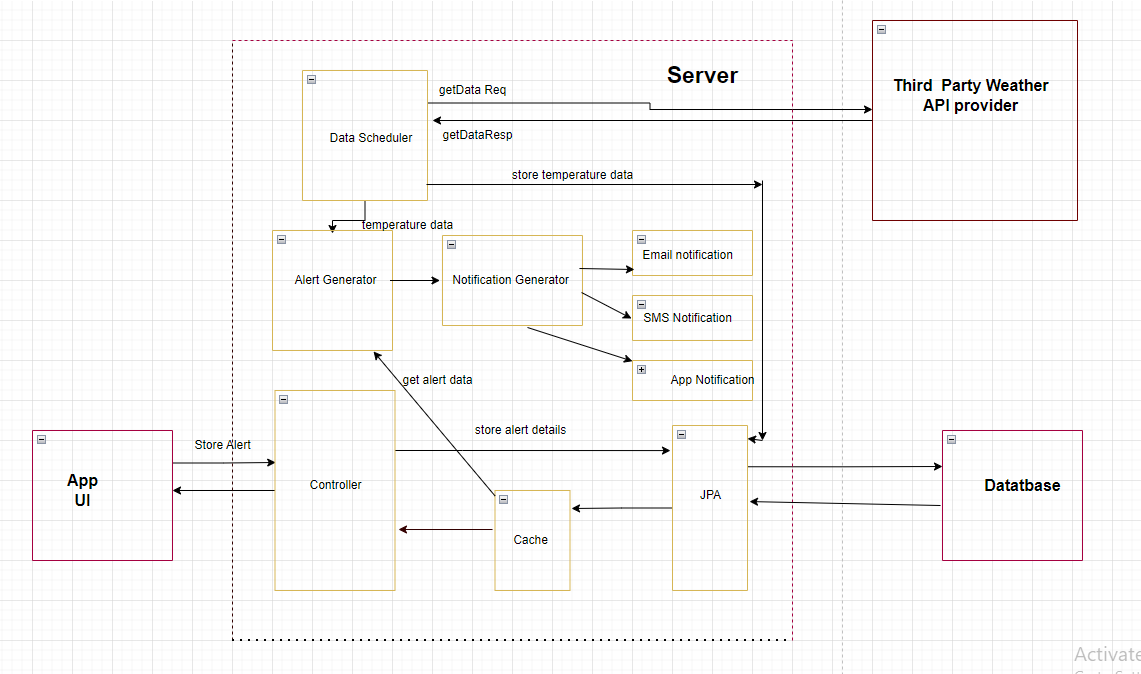 Server
Third  Party Weather
API provider
getData Req
Data Scheduler
getDataResp
store temperature data
temperature data
Alert Generator
Notification Generator
Email notification
SMS Notification
App Notification
get alert data
store alert details
Store Alert
App
UI
Controller
JPA
Datatbase
Cache
Activate